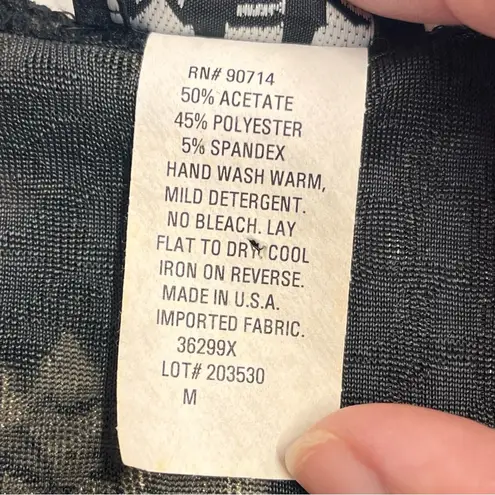 RN# 90714
50% ACETATE
45% POLYESTER
5% SPANDEX
HAND WASH WARM,
MILD DETERGENT.
NO BLEACH. LAY
FLAT TO DRY. COOL
IRON ON REVERSE.
MADE IN U.S.A.
IMPORTED FABRIC.
36299X
LOT# 203530
M